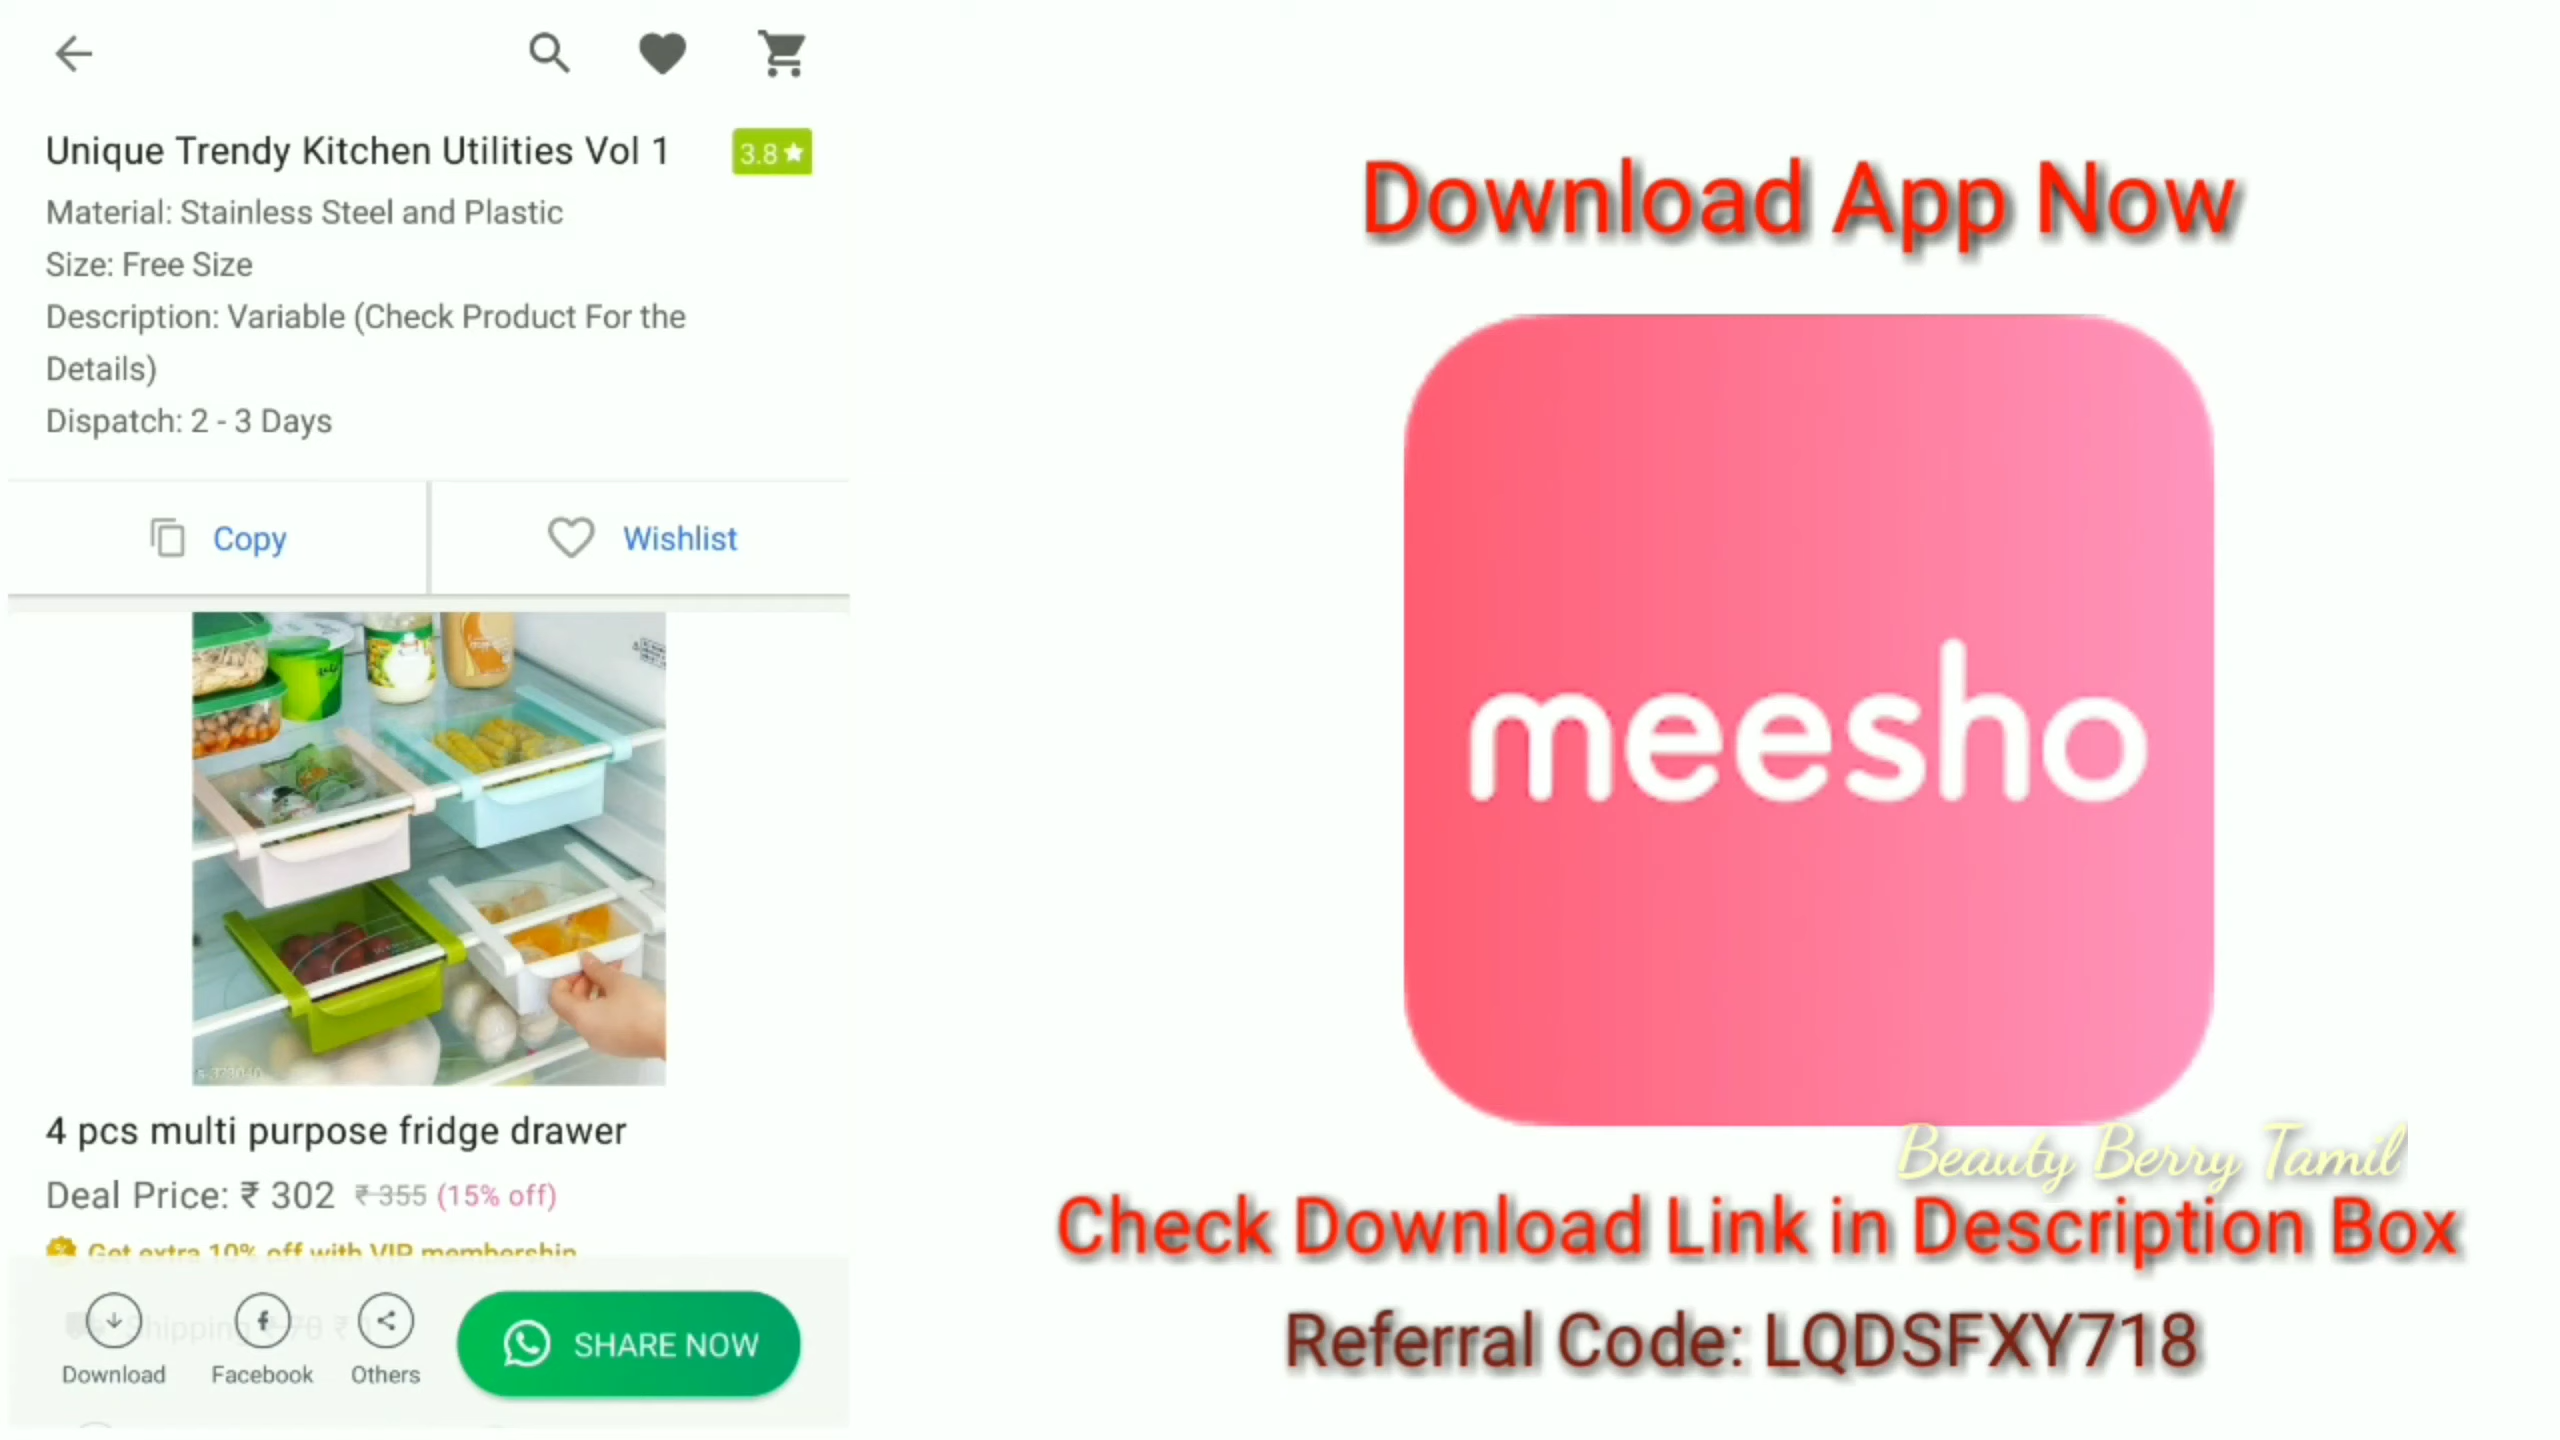 Unique Trendy Kitchen Utilities Vol 1
3.8
Material: Stainless Steel and Plastic
Size: Free Size
Description: Variable (Check Product For the
Details)
Dispatch: 2 - 3 Days
Copy
Wishlist
s-373040
4 pcs multi purpose fridge drawer
Deal Price: ₹ 302 ₹ 355 (15% off)
Get extra 10% off with VIP membership
Shipping ₹ 70 ₹
Download
Facebook
Others
SHARE NOW
Download App Now
meesho
Beauty Berry Tamil
Check Download Link in Description Box
Referral Code: LQDSFXY718